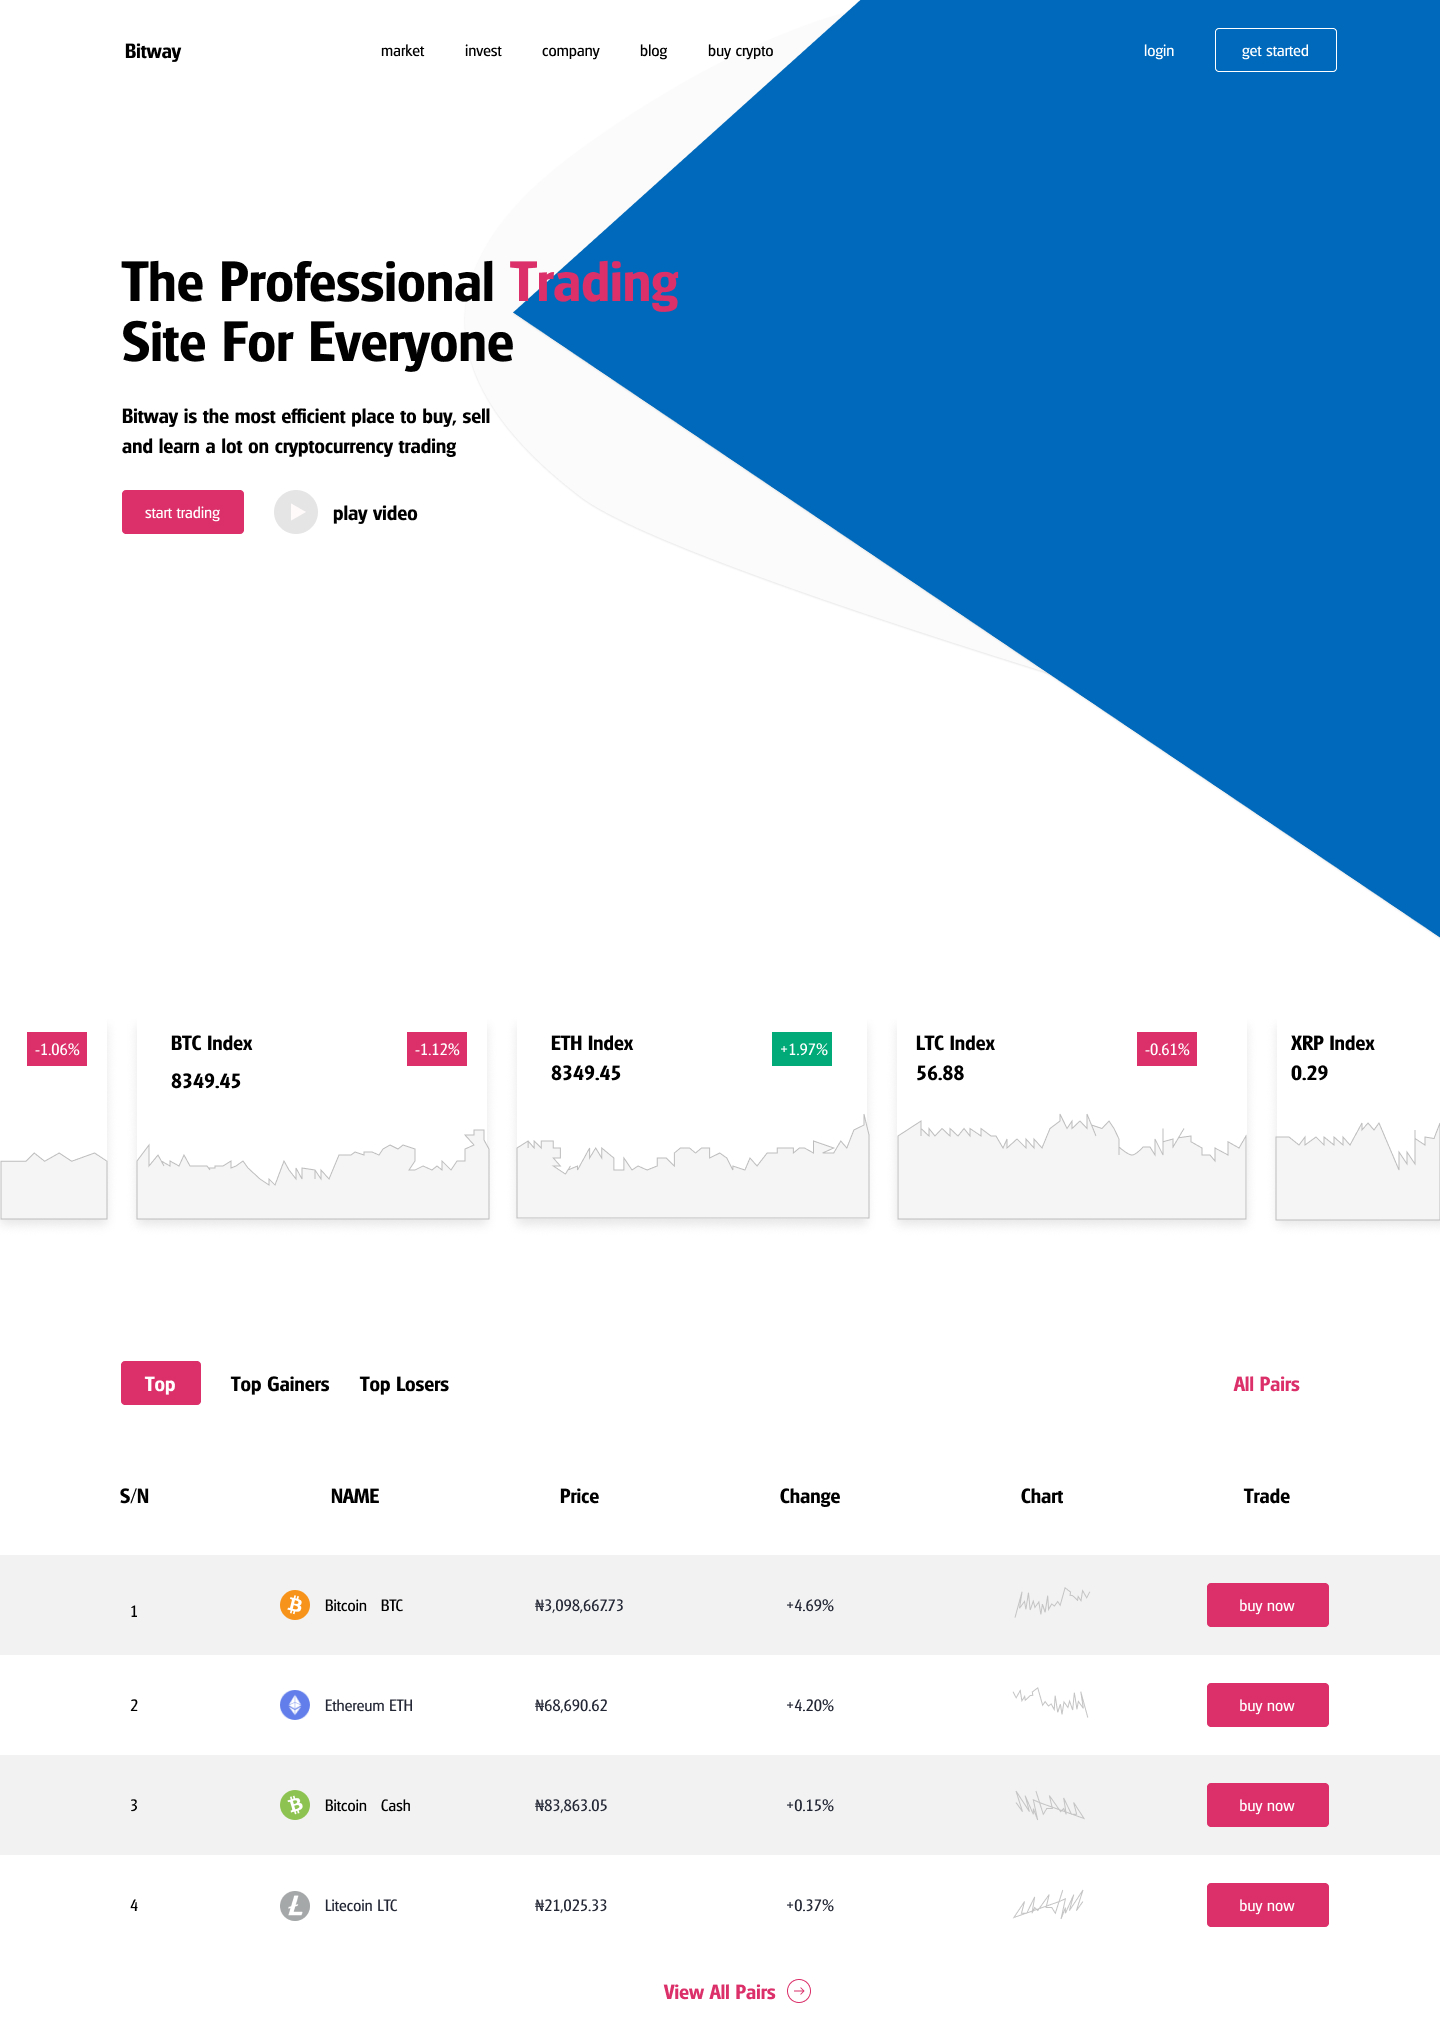 Bitway
market invest company blog buy crypto
login
get started
The Professional Trading
Site For Everyone
Bitway is the most efficient place to buy, sell
and learn a lot on cryptocurrency trading
start trading
play video
-1.06%
BTC Index
-1.12%
8349.45
ETH Index
+1.97%
8349.45
LTC Index
-0.61%
56.88
XRP Index
0.29
Top
Top Gainers
Top Losers
All Pairs
S/N NAME Price Change Chart Trade
1 Bitcoin BTC ₦3,098,667.73 +4.69% buy now
2 Ethereum ETH ₦68,690.62 +4.20% buy now
3 Bitcoin Cash ₦83,863.05 +0.15% buy now
4 Litecoin LTC ₦21,025.33 +0.37% buy now
View All Pairs